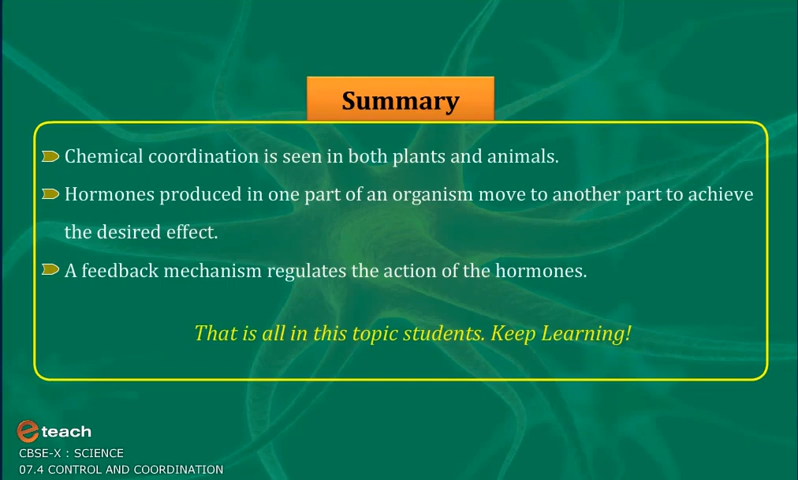 Summary
Chemical coordination is seen in both plants and animals.
Hormones produced in one part of an organism move to another part to achieve
the desired effect.
A feedback mechanism regulates the action of the hormones.
That is all in this topic students. Keep Learning!
e teach
CBSE-X : SCIENCE
07.4 CONTROL AND COORDINATION